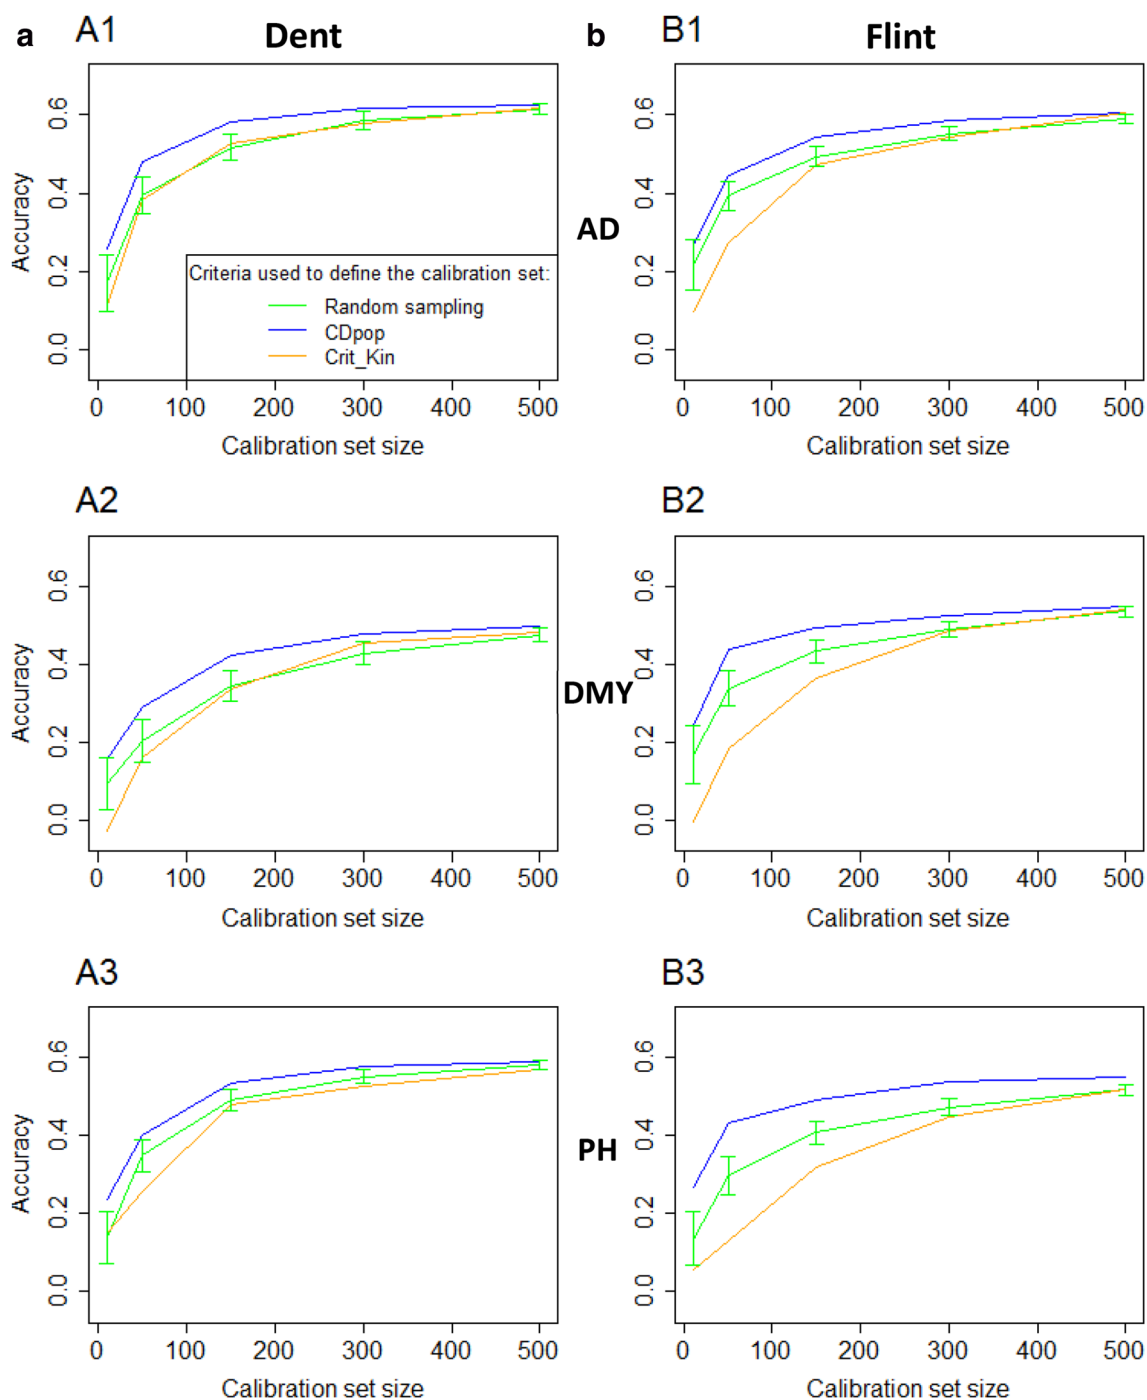 a A1 Dent b B1 Flint
Accuracy
0.6
0.4
0.2
0.0
Criteria used to define the calibration set:
Random sampling
CDpop
Crit_Kin
0 100 200 300 400 500
Calibration set size
AD
0.6
0.4
0.2
0.0
0 100 200 300 400 500
Calibration set size
A2 B2
Accuracy
0.6
0.4
0.2
0.0
0 100 200 300 400 500
Calibration set size
DMY
0.6
0.4
0.2
0.0
0 100 200 300 400 500
Calibration set size
A3 B3
Accuracy
0.6
0.4
0.2
0.0
0 100 200 300 400 500
Calibration set size
PH
0.6
0.4
0.2
0.0
0 100 200 300 400 500
Calibration set size